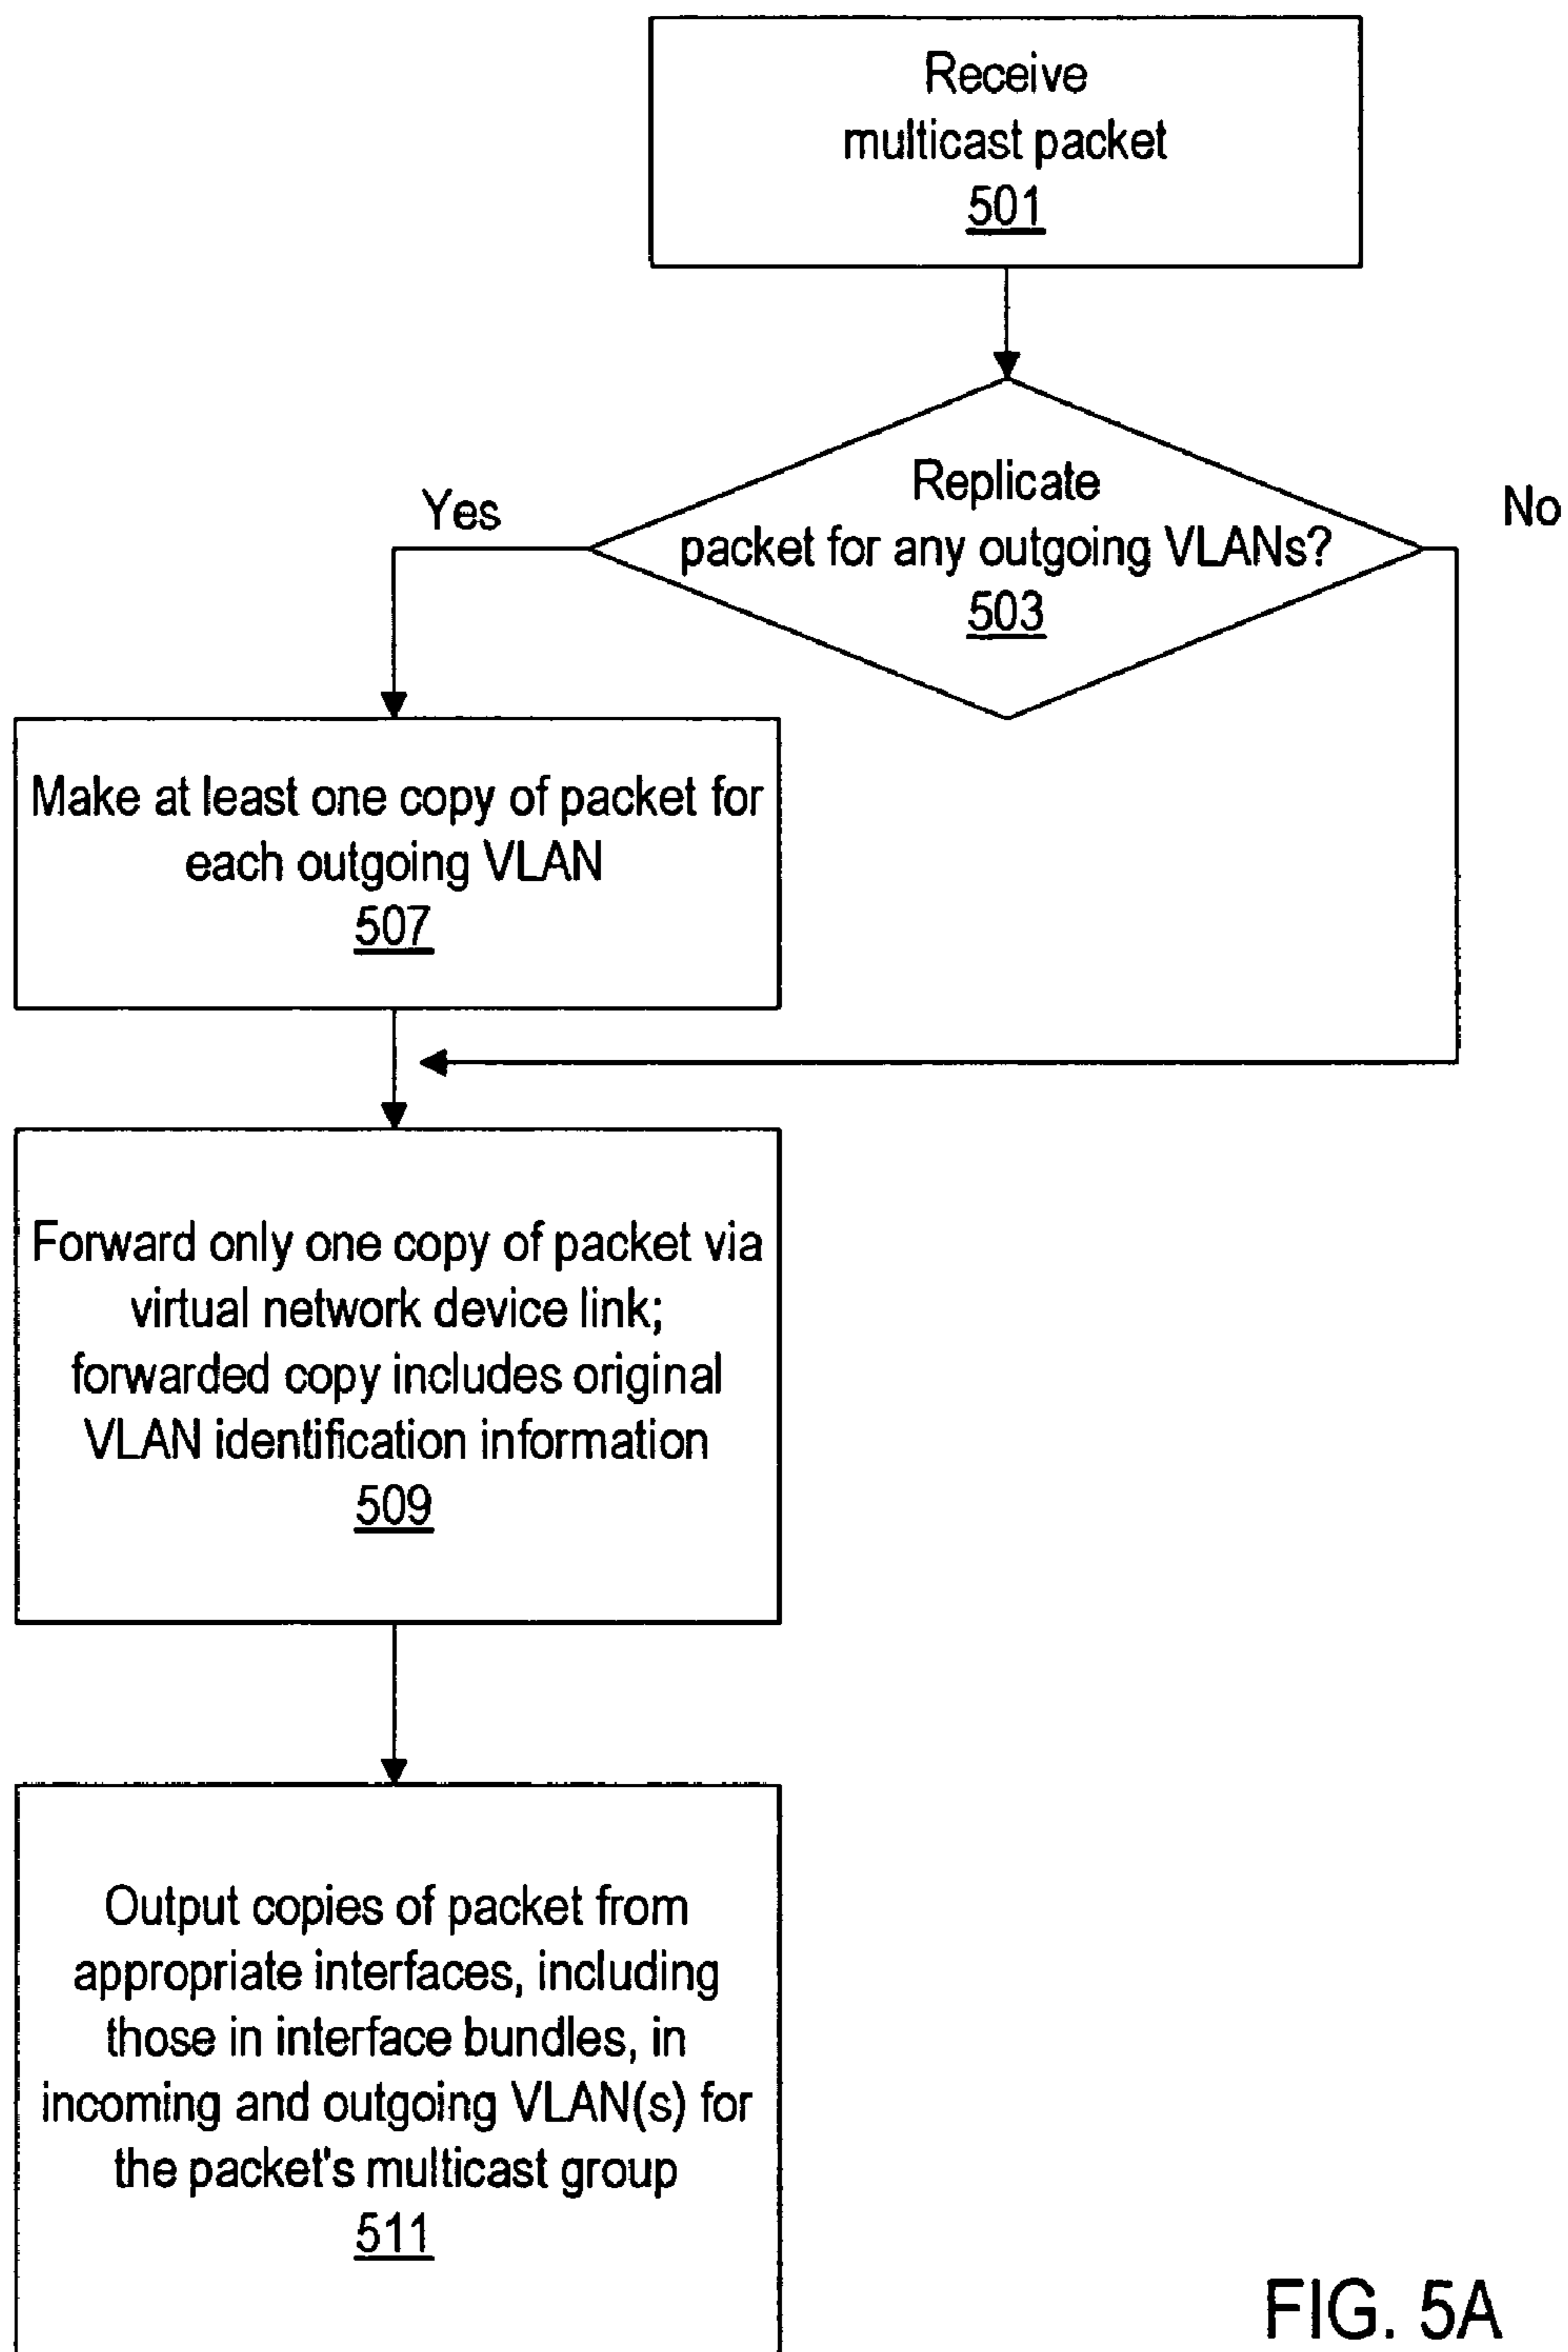 Receive
multicast packet
501
Replicate
packet for any outgoing VLANs?
503
Yes
No
Make at least one copy of packet for
each outgoing VLAN
507
Forward only one copy of packet via
virtual network device link;
forwarded copy includes original
VLAN identification information
509
Output copies of packet from
appropriate interfaces, including
those in interface bundles, in
incoming and outgoing VLAN(s) for
the packet's multicast group
511
FIG. 5A